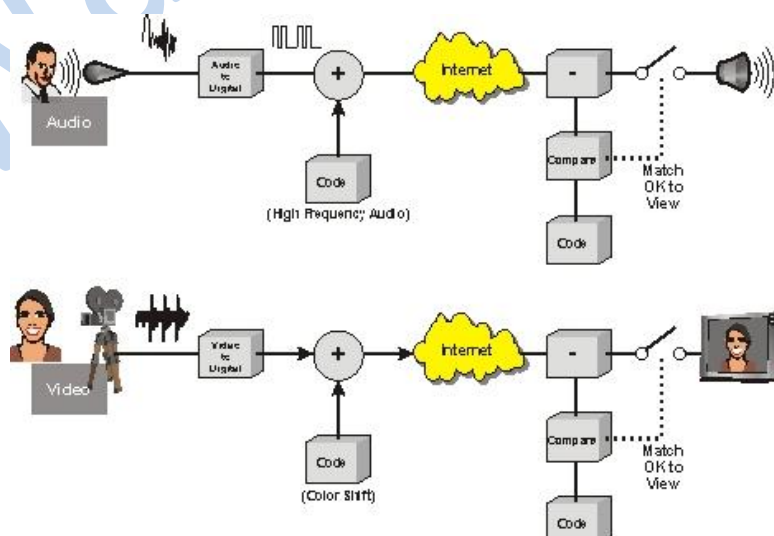 Audio
to
Digital
+
Internet
-
Audio
Code
(High Frequency Audio)
Compare
Match
OK to
View
Code
Video
to
Digital
+
Internet
-
Video
Code
(Color Shift)
Compare
Match
OK to
View
Code